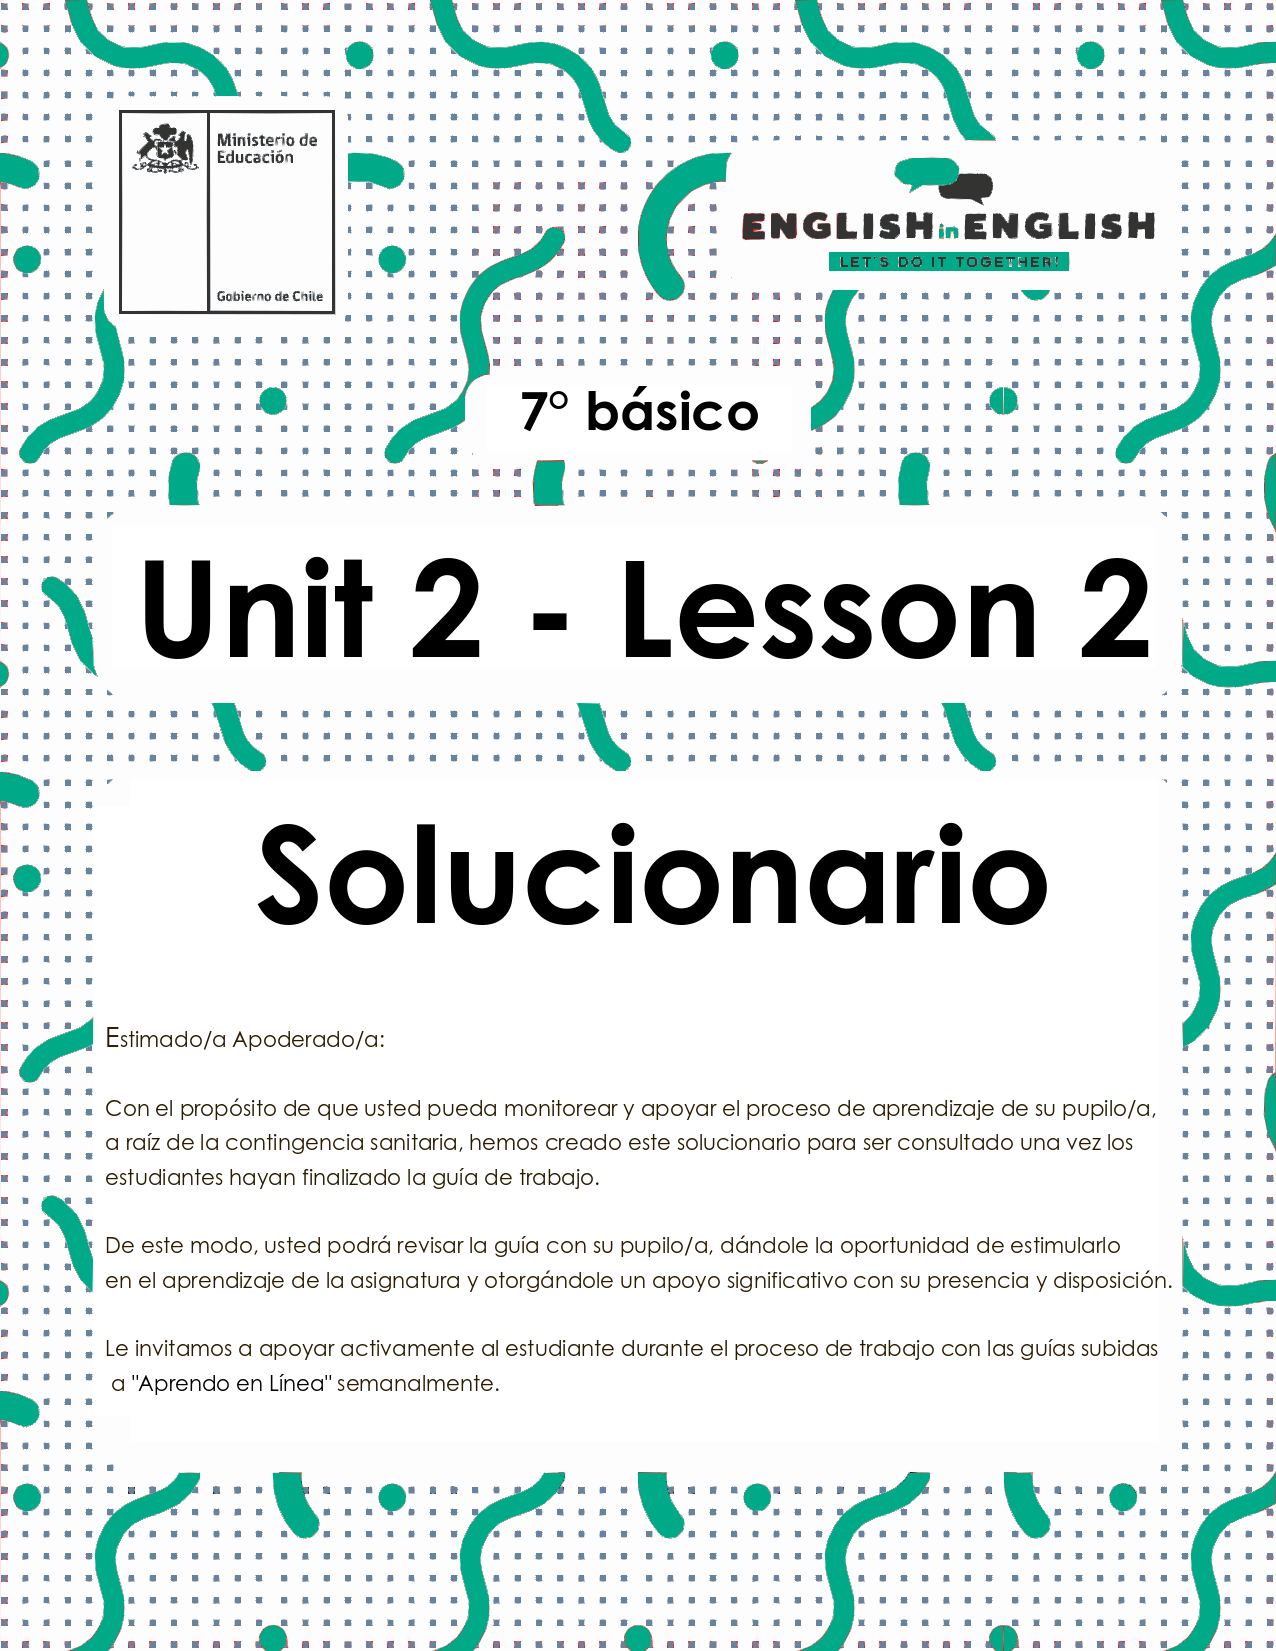 Ministerio de
Educación
Gobierno de Chile
ENGLISH in ENGLISH
LET'S DO IT TOGETHER!
7° básico
Unit 2 - Lesson 2
Solucionario
Estimado/a Apoderado/a:
Con el propósito de que usted pueda monitorear y apoyar el proceso de aprendizaje de su pupilo/a,
a raíz de la contingencia sanitaria, hemos creado este solucionario para ser consultado una vez los
estudiantes hayan finalizado la guía de trabajo.
De este modo, usted podrá revisar la guía con su pupilo/a, dándole la oportunidad de estimularlo
en el aprendizaje de la asignatura y otorgándole un apoyo significativo con su presencia y disposición.
Le invitamos a apoyar activamente al estudiante durante el proceso de trabajo con las guías subidas
a "Aprendo en Línea" semanalmente.